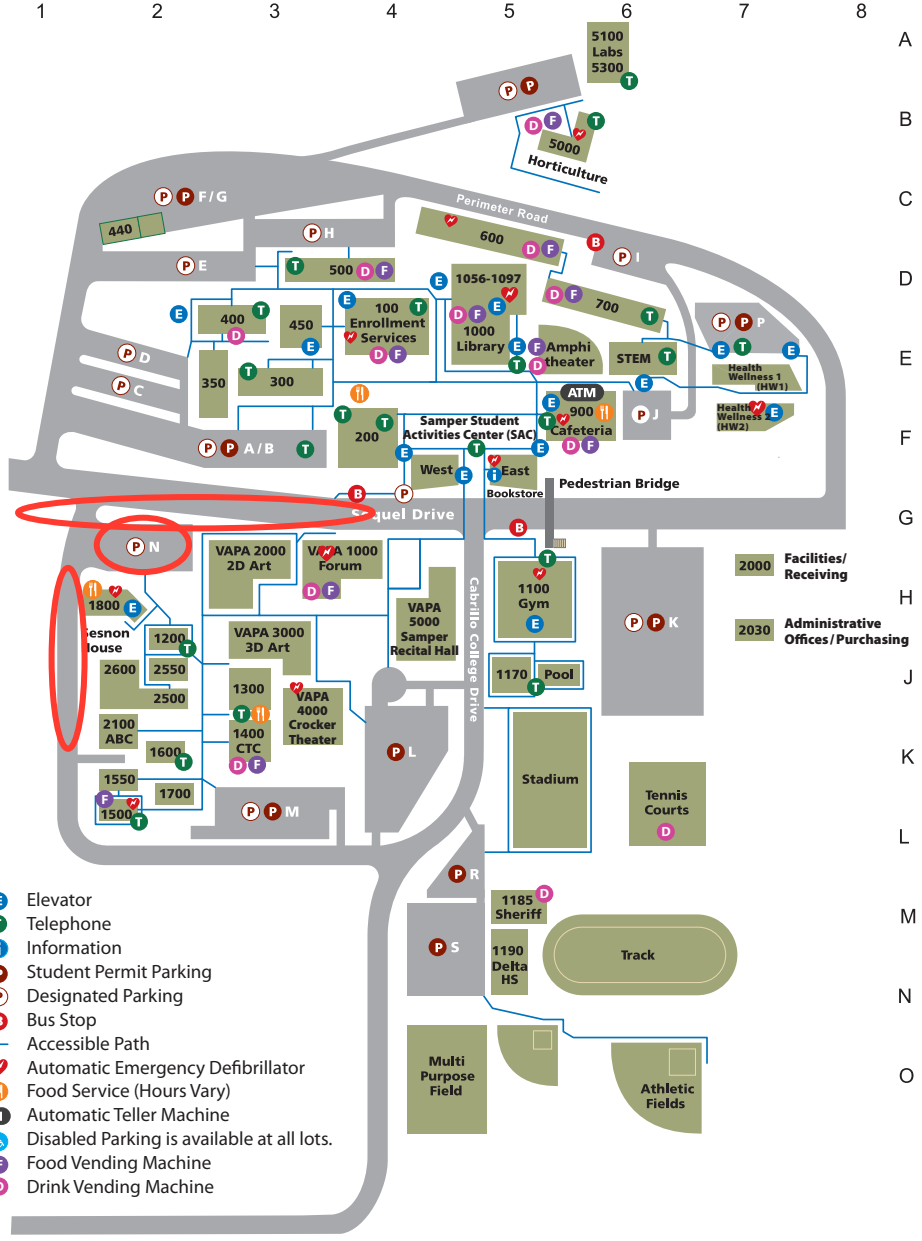 1 2 3 4 5 6 7 8
A
5100
Labs
5300
T
P P
B
D F T
5000
Horticulture
C
P P F/G
Perimeter Road
440
P H
600
D F
B
P I
P E
T 500 D F
D
E
1056-1097
E
D F E
1000
Library
E
T
D F
700
T
E
400
T
D
450
E
E
100
Enrollment
Services
T
D F
P P P
E T E
F
D
Amphi
theater
STEM T
E
E
Health
Wellness 1
(HW1)
P D
P C
350
T
300
ATM
E
900
T
Cafeteria
D F
P J
Health
Wellness 2
(HW2)
E
T T
200
Samper Student
Activities Center (SAC)
T
E
E
F
P P A/B T
West E
i East
Bookstore
Pedestrian Bridge
B P
Soquel Drive
B
G
P N
VAPA 2000
2D Art
VAPA 1000
Forum
D F
T
1100
Gym
E
2000
Facilities/
Receiving
1800
E
Sesnon
House
H
Cabrillo College Drive
VAPA
5000
Samper
Recital Hall
P P K
2030
Administrative
Offices/Purchasing
1200
T
VAPA 3000
3D Art
2600
2550
2500
1300
T
1170
T
Pool
J
VAPA
4000
Crocker
Theater
2100
ABC
1400
CTC
D F
1600
T
P L
Stadium
K
1550
F
1500
T
1700
P P M
Tennis
Courts
D
L
P R
1185
Sheriff
D
M
P S
1190
Delta
HS
Track
N
Multi
Purpose
Field
Athletic
Fields
O
E Elevator
T Telephone
i Information
P Student Permit Parking
P Designated Parking
B Bus Stop
Accessible Path
Automatic Emergency Defibrillator
Food Service (Hours Vary)
Automatic Teller Machine
Disabled Parking is available at all lots.
F Food Vending Machine
D Drink Vending Machine